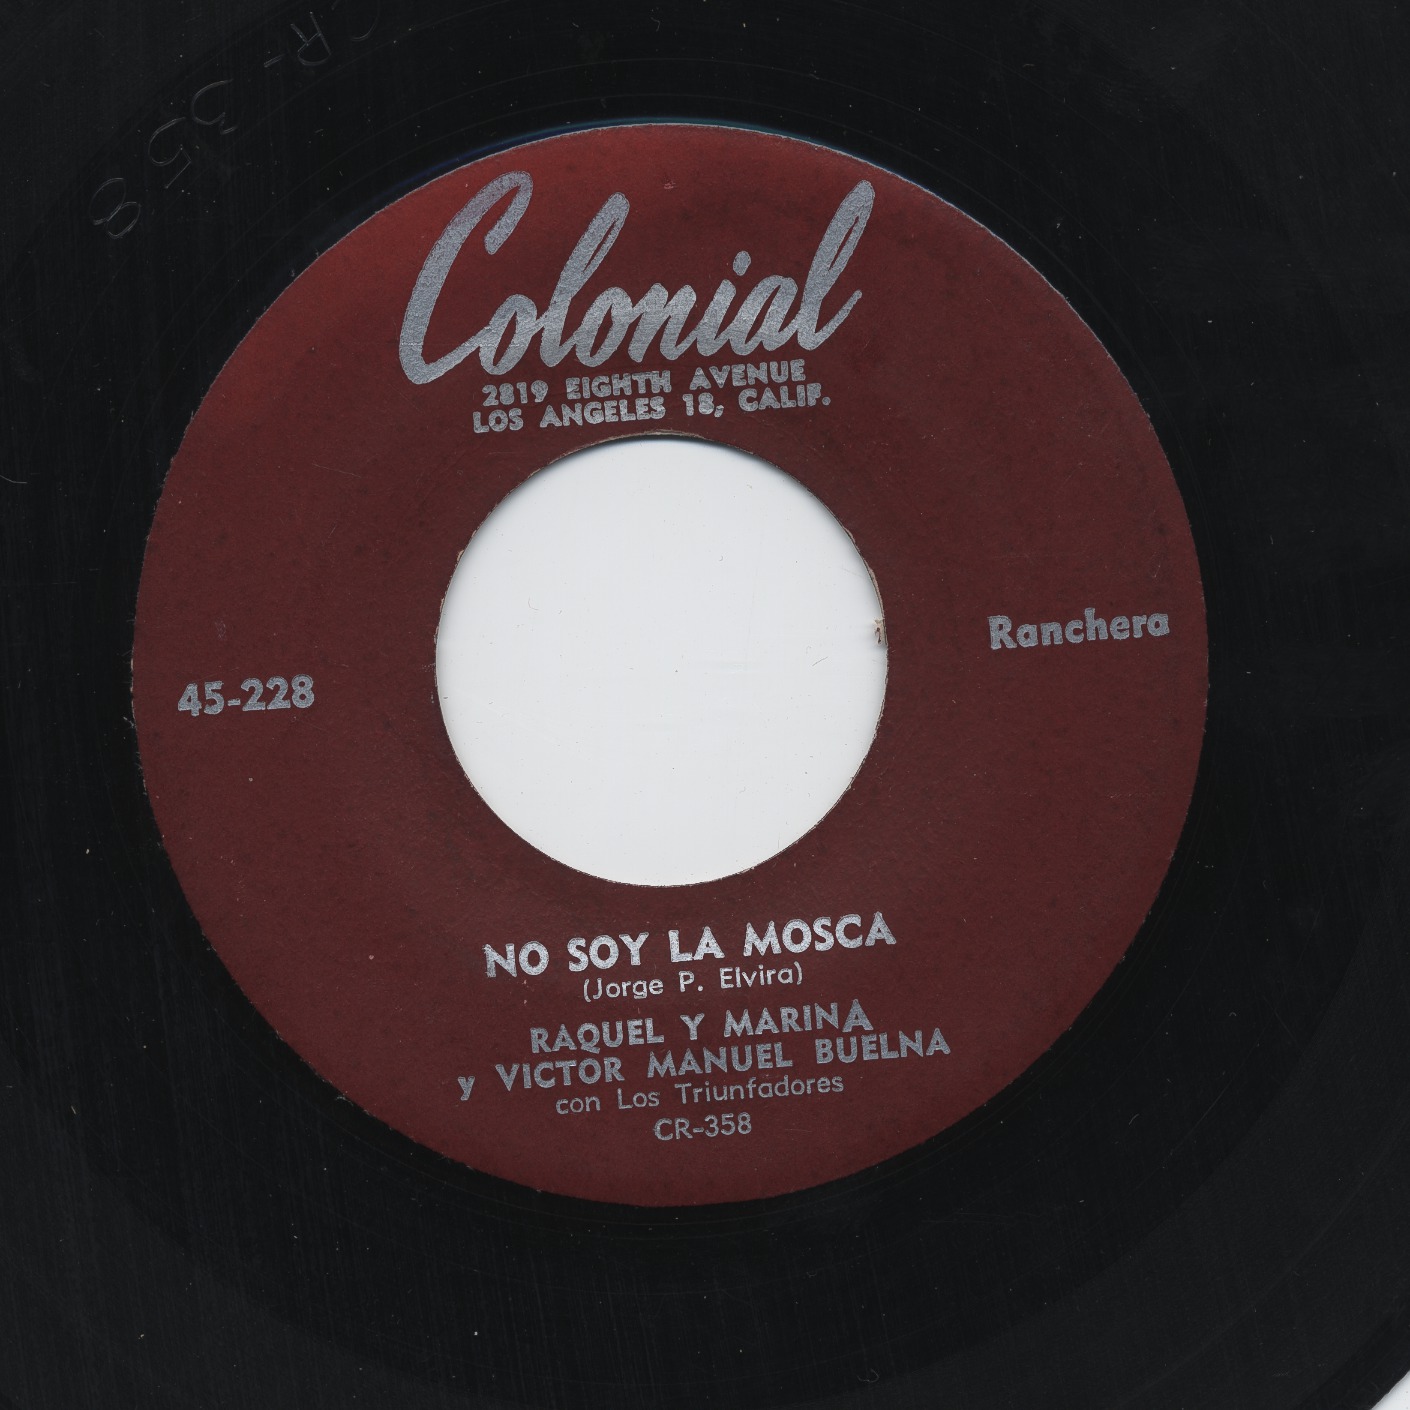 CR-358
Colonial
2819 EIGHTH AVENUE
LOS ANGELES 18, CALIF.
Ranchera
45-228
NO SOY LA MOSCA
(Jorge P. Elvira)
RAQUEL Y MARINA
y VICTOR MANUEL BUELNA
con Los Triunfadores
CR-358